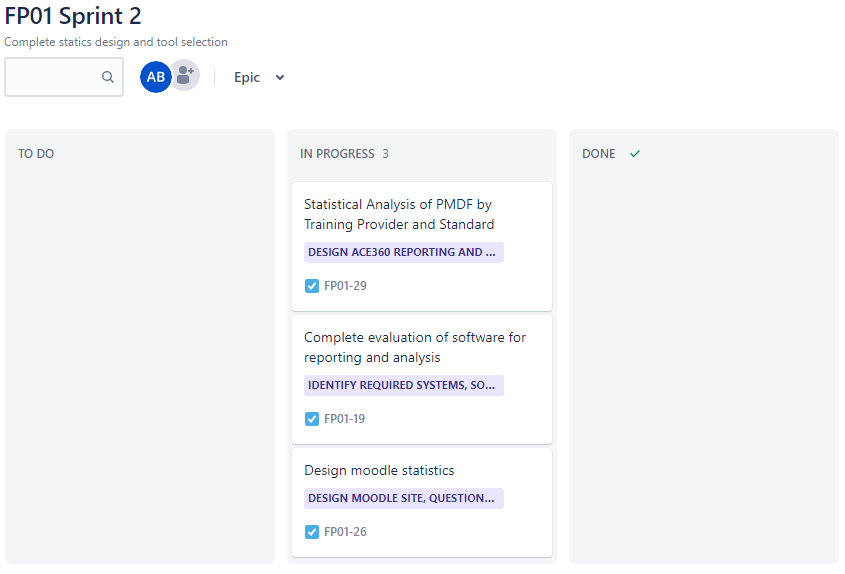 FP01 Sprint 2
Complete statics design and tool selection
AB
Epic
TO DO
IN PROGRESS 3
DONE
Statistical Analysis of PMDF by
Training Provider and Standard
DESIGN ACE360 REPORTING AND ...
FP01-29
Complete evaluation of software for
reporting and analysis
IDENTIFY REQUIRED SYSTEMS, SO...
FP01-19
Design moodle statistics
DESIGN MOODLE SITE, QUESTION...
FP01-26